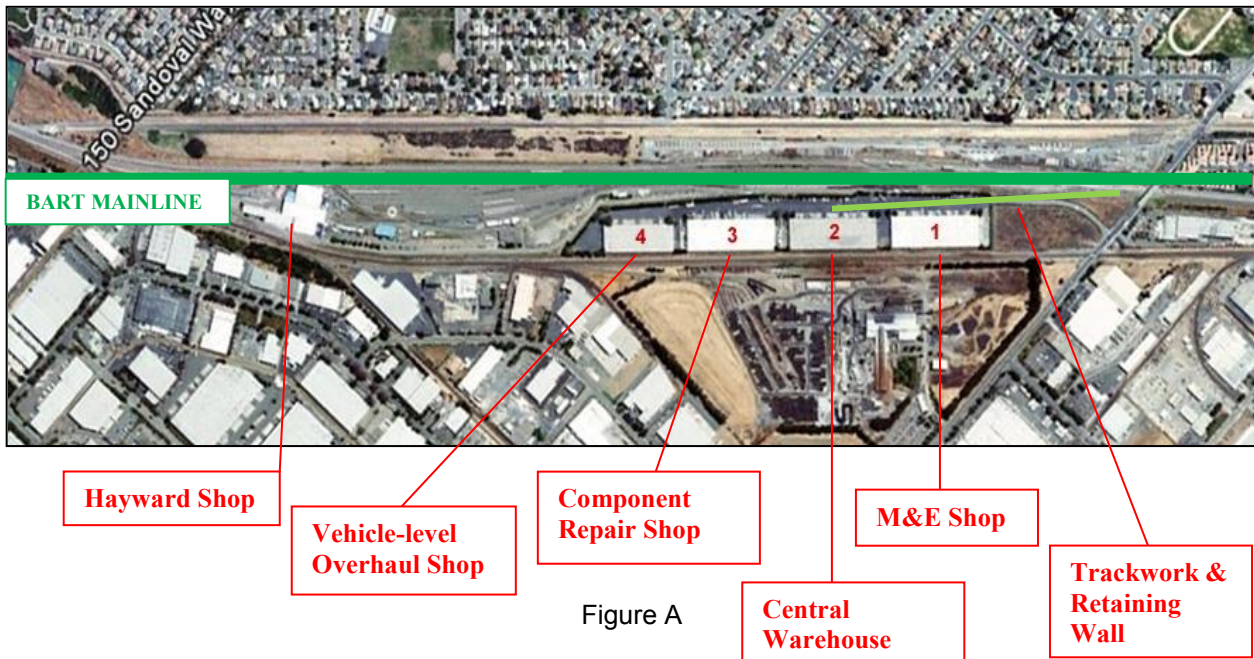 150 Sandoval Wa
BART MAINLINE
4
3
2
1
Hayward Shop
Vehicle-level
Overhaul Shop
Component
Repair Shop
M&E Shop
Central
Warehouse
Trackwork &
Retaining
Wall
Figure A